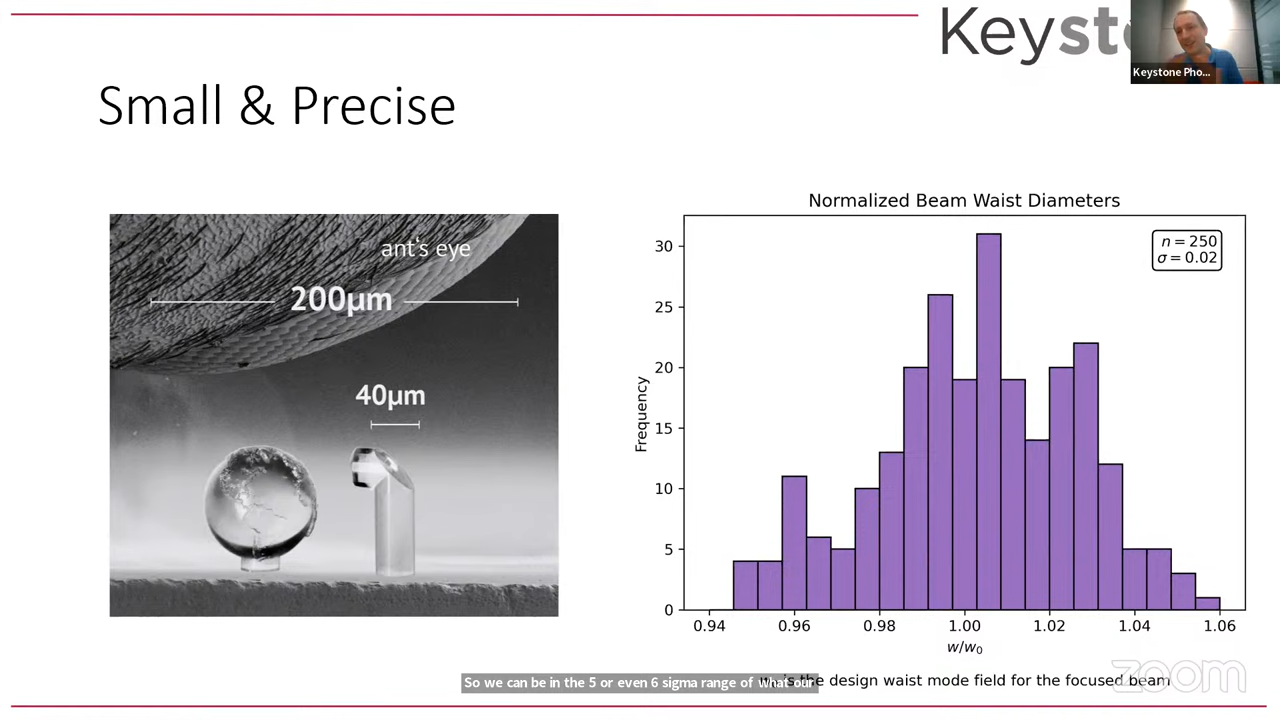 Keyst
Keystone Pho...
Small & Precise
ant's eye
200µm
40µm
Normalized Beam Waist Diameters
n = 250
σ = 0.02
Frequency
30
25
20
15
10
5
0
0.94 0.96 0.98 1.00 1.02 1.04 1.06
w/w₀
is the design waist mode field for the focused beam
So we can be in the 5 or even 6 sigma range of what our
zoom